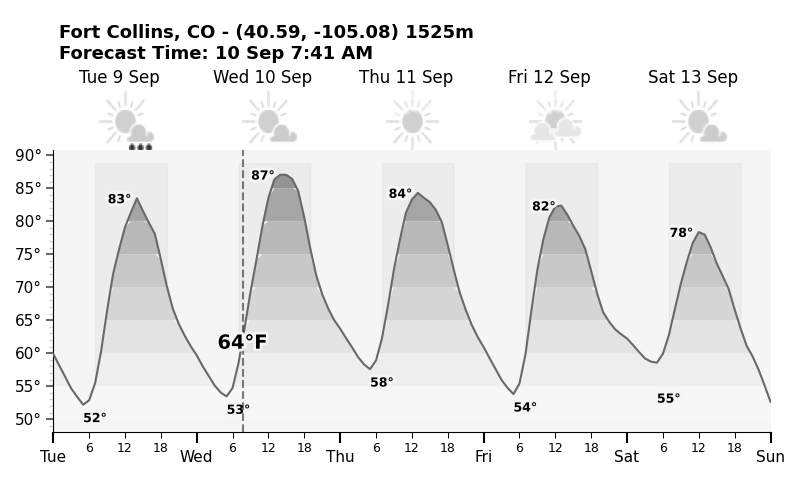 Fort Collins, CO - (40.59, -105.08) 1525m
Forecast Time: 10 Sep 7:41 AM
Tue 9 Sep Wed 10 Sep Thu 11 Sep Fri 12 Sep Sat 13 Sep
90°
85°
80°
75°
70°
65°
60°
55°
50°
83° 87° 84° 82° 78°
64°F
52° 53° 58° 54° 55°
6 12 18 6 12 18 6 12 18 6 12 18 6 12 18
Tue Wed Thu Fri Sat Sun